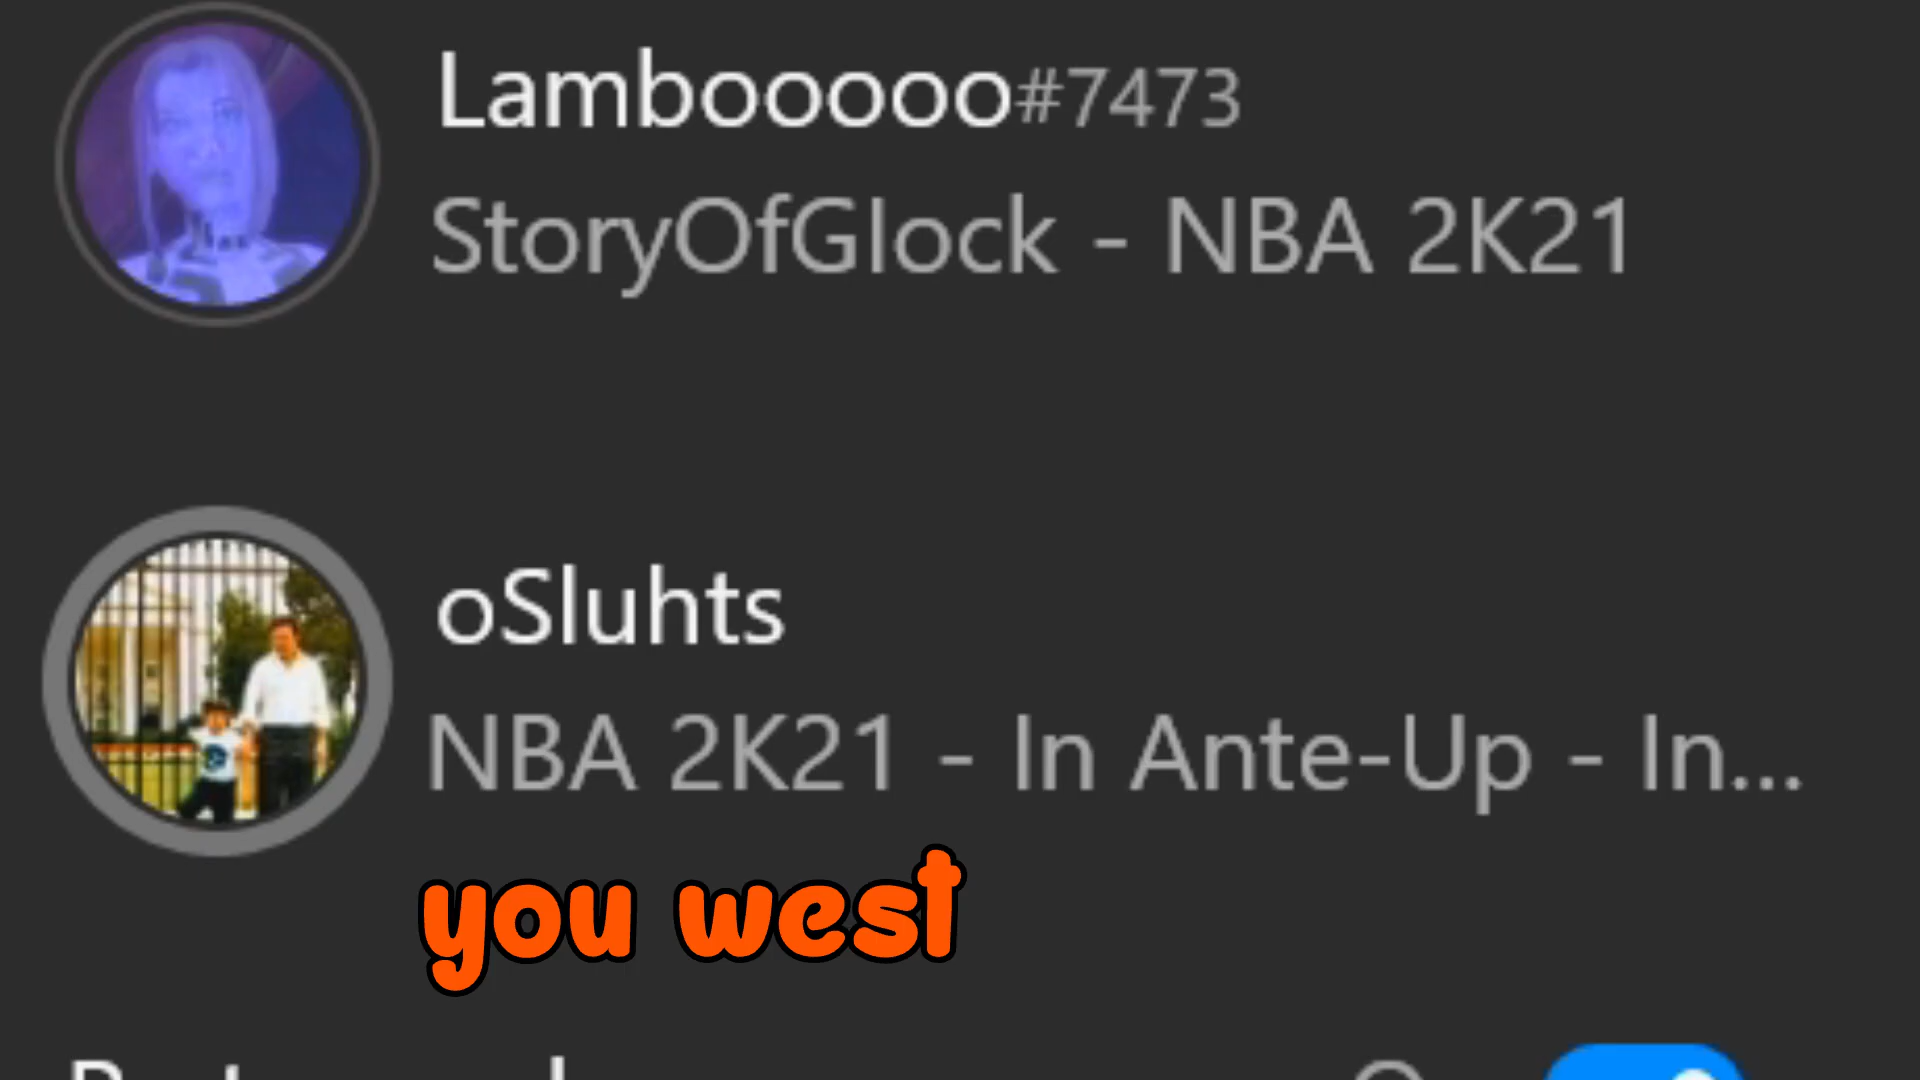 Lambooooo#7473
StoryOfGlock - NBA 2K21
oSluhts
NBA 2K21 - In Ante-Up - In...
you west